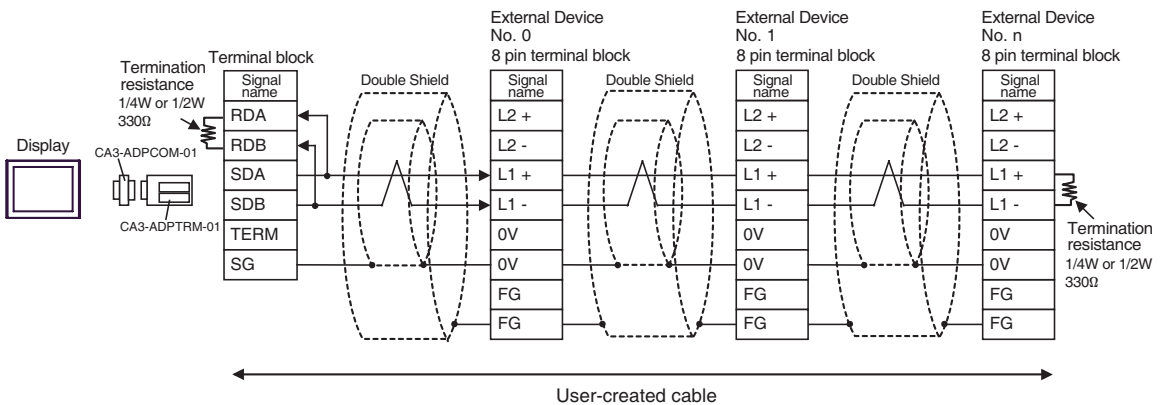 External Device
No. 0
8 pin terminal block
External Device
No. 1
8 pin terminal block
External Device
No. n
8 pin terminal block
Terminal block
Termination
resistance
1/4W or 1/2W
330Ω
Display
CA3-ADPCOM-01
CA3-ADPTRM-01
Signal
name
RDA
RDB
SDA
SDB
TERM
SG
Double Shield
Signal
name
L2 +
L2 -
L1 +
L1 -
0V
0V
FG
FG
Double Shield
Signal
name
L2 +
L2 -
L1 +
L1 -
0V
0V
FG
FG
Double Shield
Signal
name
L2 +
L2 -
L1 +
L1 -
0V
0V
FG
FG
Termination
resistance
1/4W or 1/2W
330Ω
User-created cable